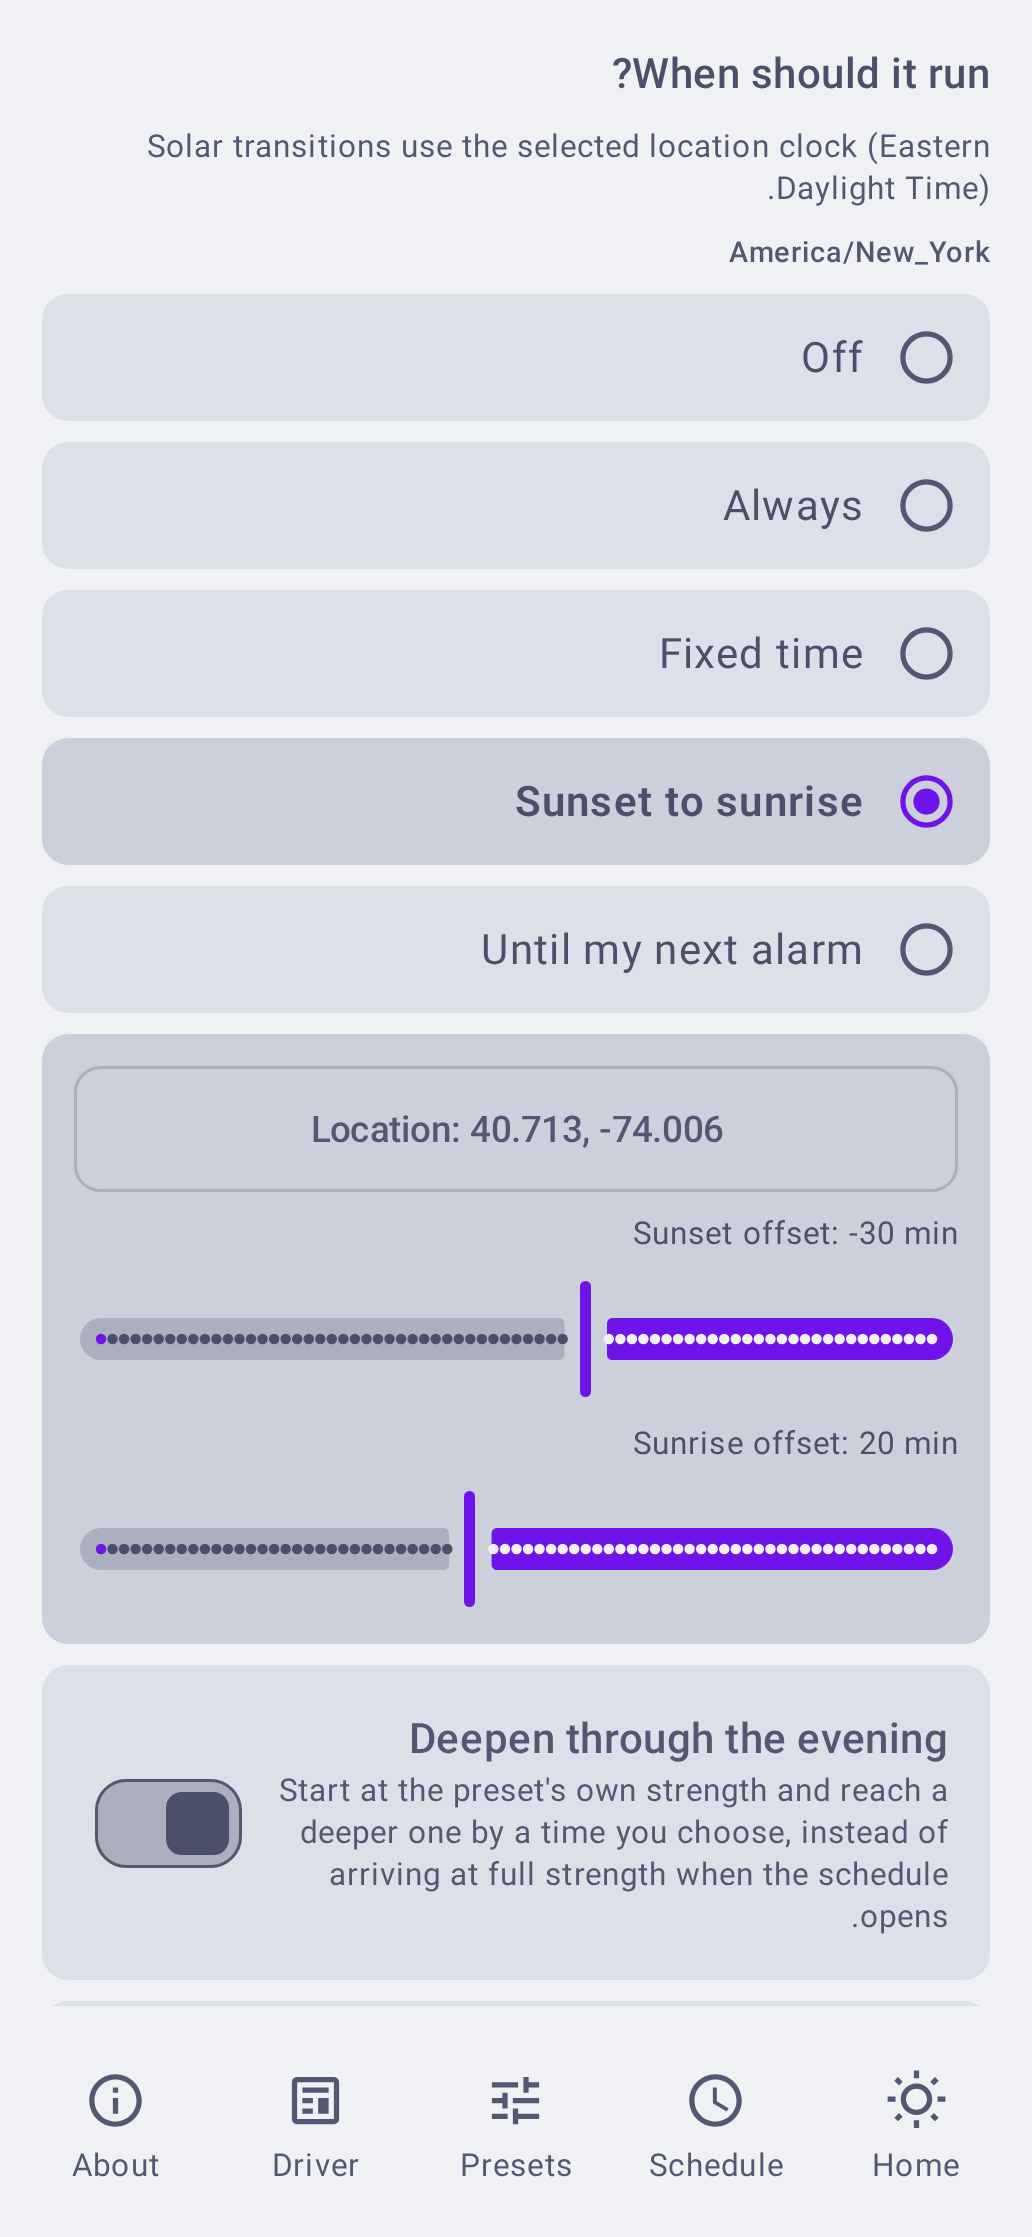 ?When should it run
Solar transitions use the selected location clock (Eastern
.Daylight Time)
America/New_York
Off
Always
Fixed time
Sunset to sunrise
Until my next alarm
Location: 40.713, -74.006
Sunset offset: -30 min
Sunrise offset: 20 min
Deepen through the evening
Start at the preset's own strength and reach a
deeper one by a time you choose, instead of
arriving at full strength when the schedule
.opens
About
Driver
Presets
Schedule
Home